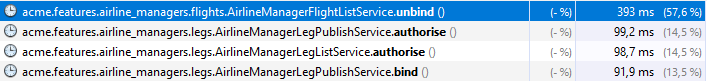 acme.features.airline_managers.flights.AirlineManagerFlightListService.unbind () (- %) 393 ms (57,6 %)
acme.features.airline_managers.legs.AirlineManagerLegPublishService.authorise () (- %) 99,2 ms (14,5 %)
acme.features.airline_managers.legs.AirlineManagerLegListService.authorise () (- %) 98,7 ms (14,5 %)
acme.features.airline_managers.legs.AirlineManagerLegPublishService.bind () (- %) 91,9 ms (13,5 %)